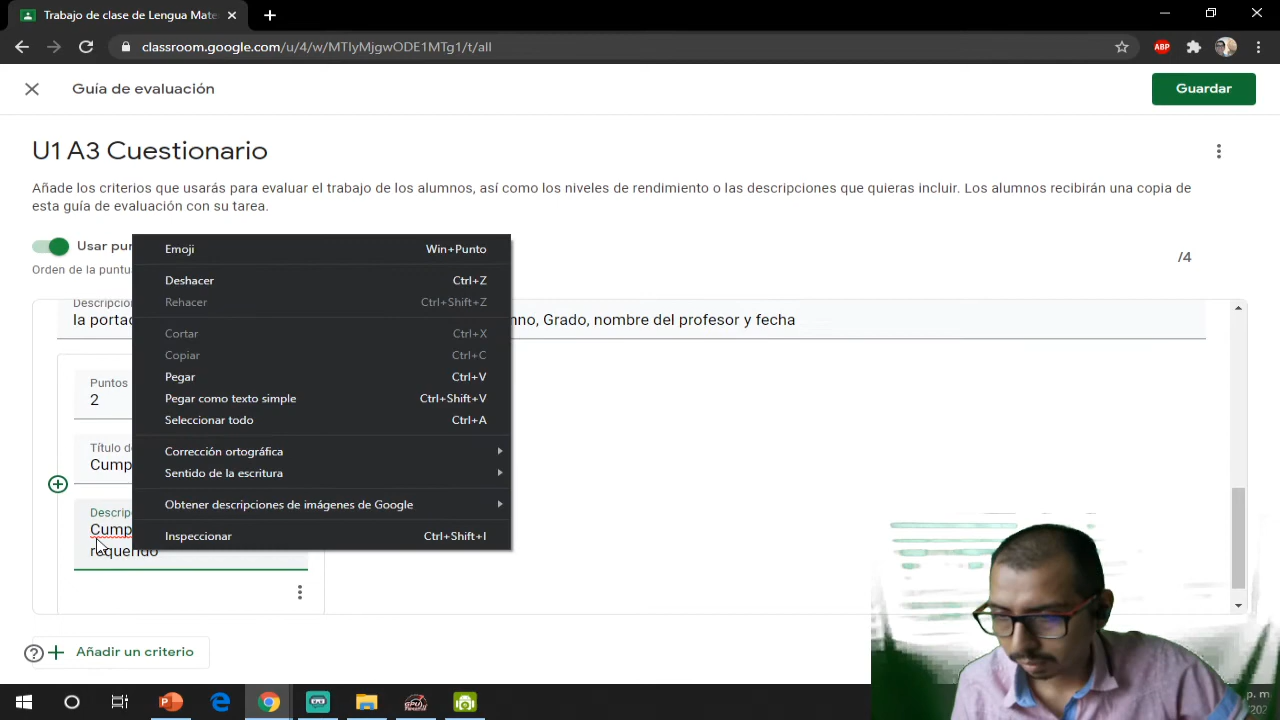 Trabajo de clase de Lengua Mate
classroom.google.com/u/4/w/MTIyMjgwODE1MTg1/t/all
ABP
Guía de evaluación
Guardar
U1 A3 Cuestionario
Añade los criterios que usarás para evaluar el trabajo de los alumnos, así como los niveles de rendimiento o las descripciones que quieras incluir. Los alumnos recibirán una copia de
esta guía de evaluación con su tarea.
Usar pun
/4
Orden de la puntua
Emoji Win+Punto
Deshacer Ctrl+Z
Rehacer Ctrl+Shift+Z
Cortar Ctrl+X
Copiar Ctrl+C
Pegar Ctrl+V
Pegar como texto simple Ctrl+Shift+V
Seleccionar todo Ctrl+A
Corrección ortográfica
Sentido de la escritura
Obtener descripciones de imágenes de Google
Inspeccionar Ctrl+Shift+I
Descripción
la portad no, Grado, nombre del profesor y fecha
Puntos
2
Título de
Cump
Descrip
Cump
requerido
Añadir un criterio
p. m